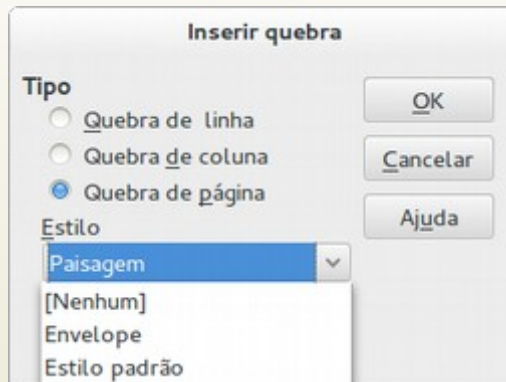 Inserir quebra
Tipo
Quebra de linha
Quebra de coluna
Quebra de página
Estilo
Paisagem
[Nenhum]
Envelope
Estilo padrão
OK
Cancelar
Ajuda